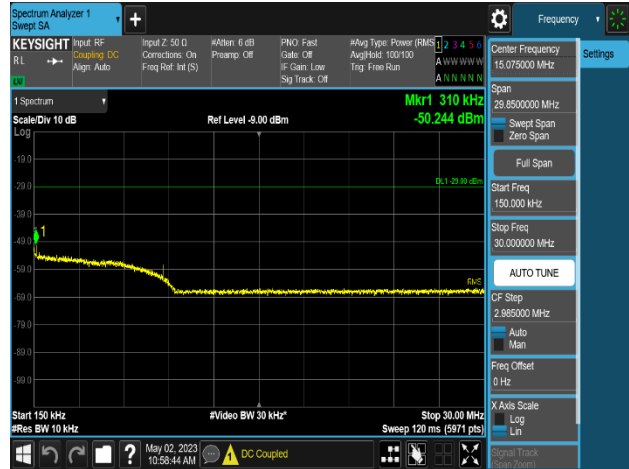 Spectrum Analyzer 1
Swept SA
Frequency
KEYSIGHT
RL
LW
Input: RF
Coupling: DC
Align: Auto
Input Z: 50 Ω
Corrections: On
Freq Ref: Int (S)
#Atten: 6 dB
Preamp: Off
PNO: Fast
Gate: Off
IF Gain: Low
Sig Track: Off
#Avg Type: Power (RMS
Avg|Hold: 100/100
Trig: Free Run
1 2 3 4 5 6
A W W W W W
A N N N N N
Center Frequency
15.075000 MHz
Settings
Span
29.8500000 MHz
Swept Span
Zero Span
Full Span
Start Freq
150.000 kHz
Stop Freq
30.000000 MHz
AUTO TUNE
CF Step
2.985000 MHz
Auto
Man
Freq Offset
0 Hz
X Axis Scale
Log
Lin
Signal Track
(Span Zoom)
1 Spectrum
Scale/Div 10 dB
Ref Level -9.00 dBm
Mkr1 310 kHz
-50.244 dBm
Log
-19.0
-29.0
-39.0
-49.0
-59.0
-69.0
-79.0
-89.0
-99.0
DL1 -29.00 dBm
1
RMS
Start 150 kHz
#Video BW 30 kHz*
Stop 30.00 MHz
#Res BW 10 kHz
Sweep 120 ms (5971 pts)
?
May 02, 2023
10:58:44 AM
DC Coupled